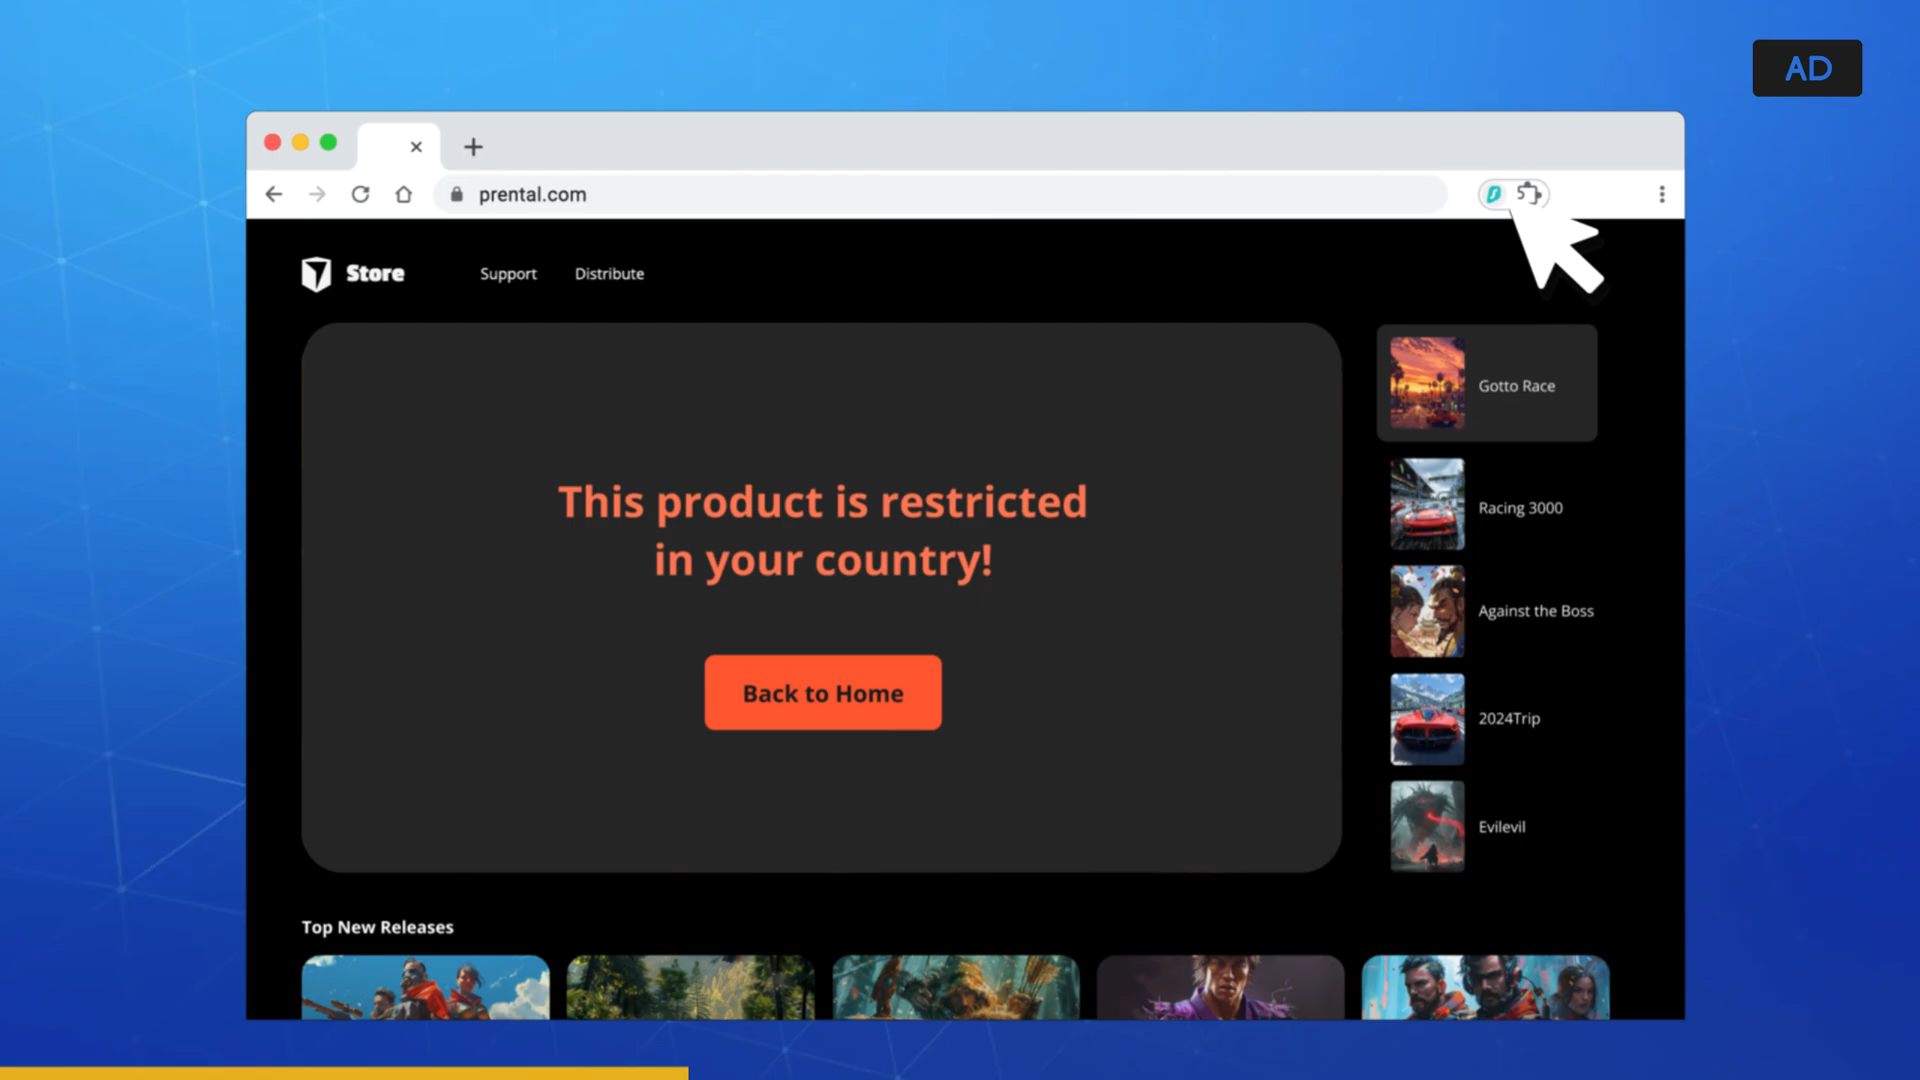 AD
prental.com
Store
Support
Distribute
This product is restricted
in your country!
Back to Home
Gotto Race
Racing 3000
Against the Boss
2024Trip
Evilevil
Top New Releases